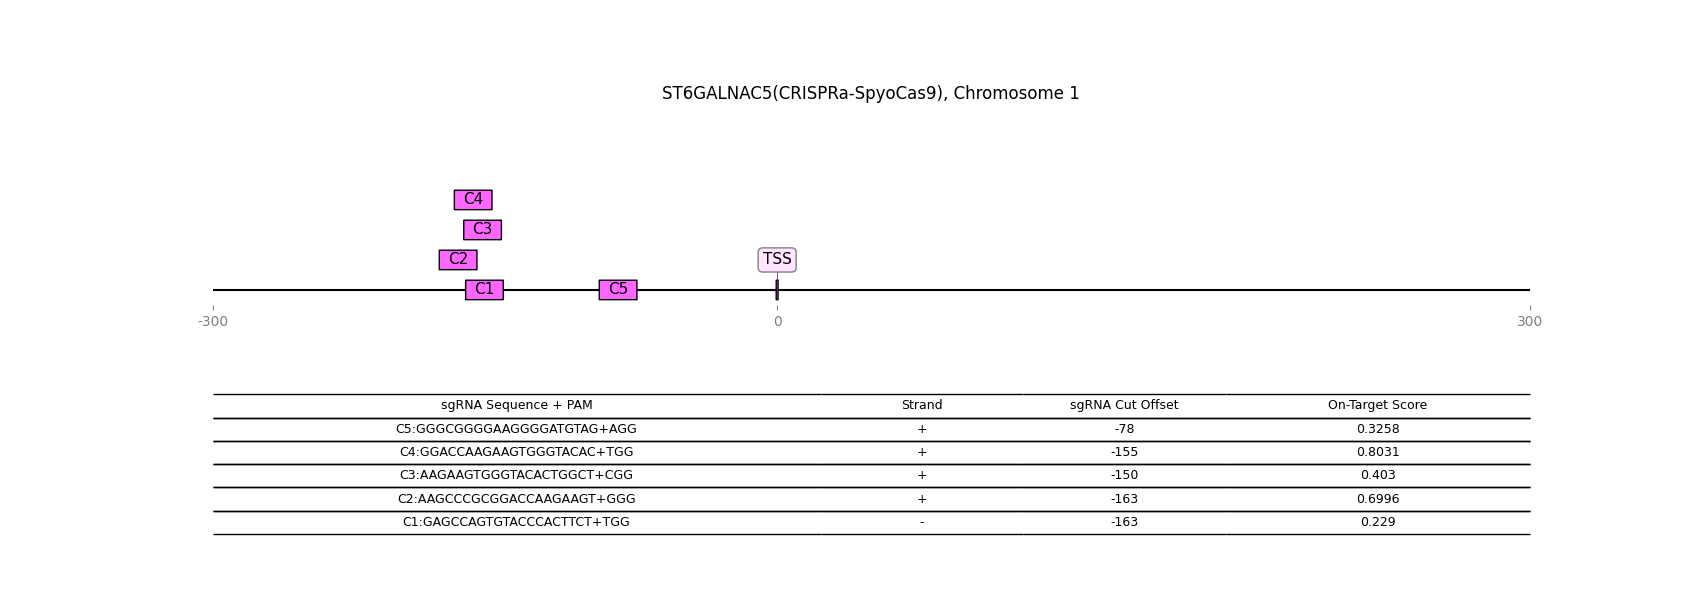 ST6GALNAC5(CRISPRa-SpyoCas9), Chromosome 1
C4
C3
C2 TSS
C1 C5
-300 0 300
sgRNA Sequence + PAM Strand sgRNA Cut Offset On-Target Score
C5:GGGCGGGGAAGGGGATGTAG+AGG + -78 0.3258
C4:GGACCAAGAAGTGGGTACAC+TGG + -155 0.8031
C3:AAGAAGTGGGTACACTGGCT+CGG + -150 0.403
C2:AAGCCCGCGGACCAAGAAGT+GGG + -163 0.6996
C1:GAGCCAGTGTACCCACTTCT+TGG - -163 0.229